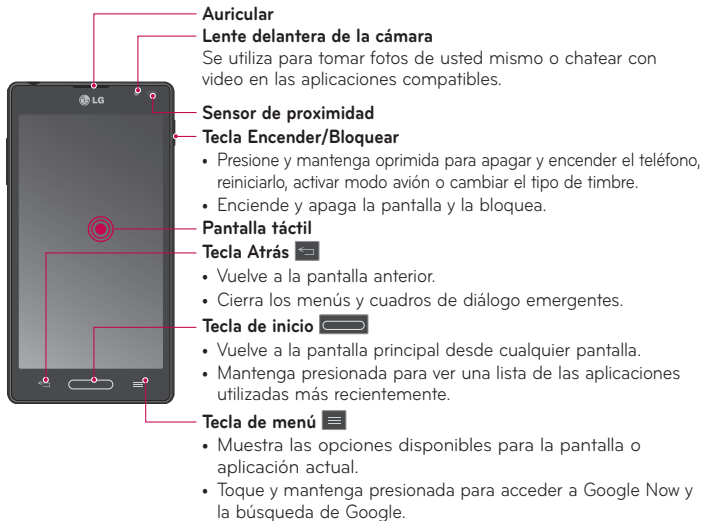 Auricular
Lente delantera de la cámara
Se utiliza para tomar fotos de usted mismo o chatear con
video en las aplicaciones compatibles.
LG
Sensor de proximidad
Tecla Encender/Bloquear
• Presione y mantenga oprimida para apagar y encender el teléfono,
reiniciarlo, activar modo avión o cambiar el tipo de timbre.
• Enciende y apaga la pantalla y la bloquea.
Pantalla táctil
Tecla Atrás
• Vuelve a la pantalla anterior.
• Cierra los menús y cuadros de diálogo emergentes.
Tecla de inicio
• Vuelve a la pantalla principal desde cualquier pantalla.
• Mantenga presionada para ver una lista de las aplicaciones
utilizadas más recientemente.
Tecla de menú
• Muestra las opciones disponibles para la pantalla o
aplicación actual.
• Toque y mantenga presionada para acceder a Google Now y
la búsqueda de Google.